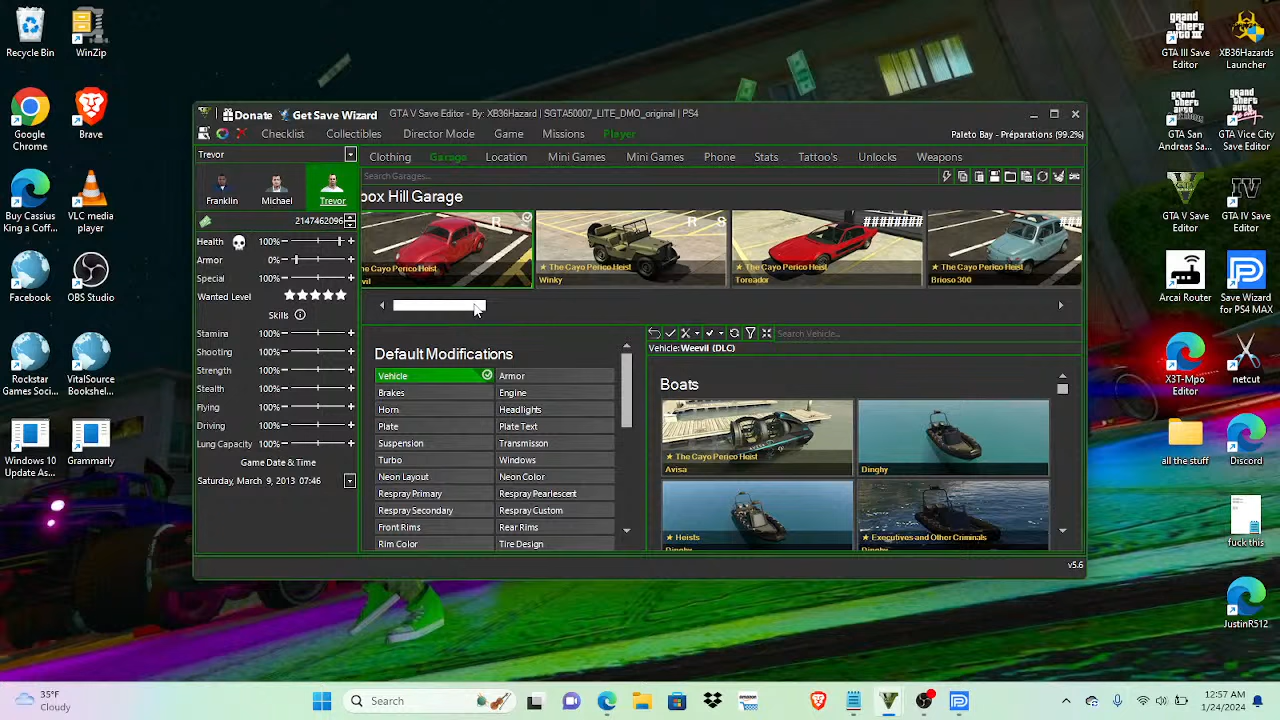 Recycle Bin
WinZip
Google Chrome
Brave
Buy Cassius King a Coff...
VLC media player
Facebook
OBS Studio
Rockstar Games Soci...
VitalSource Bookmarks
Windows 10 Update As...
Grammarly
GTA III Save Editor
XB36Hazards Launcher
GTA San Andreas Sa...
GTA Vice City Save Editor
GTA V Save Editor
GTA IV Save Editor
Arcai Router
Save Wizard for PS4 MAX
X3T-Mpo Editor
netcut
all the stuff
Discord
fuck this
JustinR512
Donate
Get Save Wizard
GTA V Save Editor - By -XB36Hazard | SGTA50007_LITE_DMO_original | PS4
Checklist
Collectibles
Director Mode
Game
Missions
Player
Paleto Bay - Préparations (99.2%)
Trevor
Clothing
Garage
Location
Mini Games
Mini Games
Phone
Stats
Tattoo's
Unlocks
Weapons
Franklin
Michael
Trevor
Search Garages...
box Hill Garage
2147462096
Health 100%
Armor 0%
Special 100%
Wanted Level
Skills
Stamina 100%
Shooting 100%
Strength 100%
Stealth 100%
Flying 100%
Driving 100%
Lung Capacity 100%
Game Date & Time
Saturday, March 9, 2013 07:46
R
he Cayo Perico Heist
vil
R S
★ The Cayo Perico Heist
Winky
#######
★ The Cayo Perico Heist
Toreador
###
★ The Cayo Perico Heist
Brioso 300
Default Modifications
Vehicle
Armor
Brakes
Engine
Horn
Headlights
Plate
Plate Text
Suspension
Transmisson
Turbo
Windows
Neon Layout
Neon Color
Respray Primary
Respray Pearlescent
Respray Secondary
Respray Custom
Front Rims
Rear Rims
Rim Color
Tire Design
Search Vehicle...
Vehicle:Weevil (DLC)
Boats
★ The Cayo Perico Heist
Avisa
Dinghy
★ Heists
Dinghy
★ Executives and Other Criminals
Dinghy
v5.6
35°F
Cloudy
Search
12:57 AM
1/24/2024